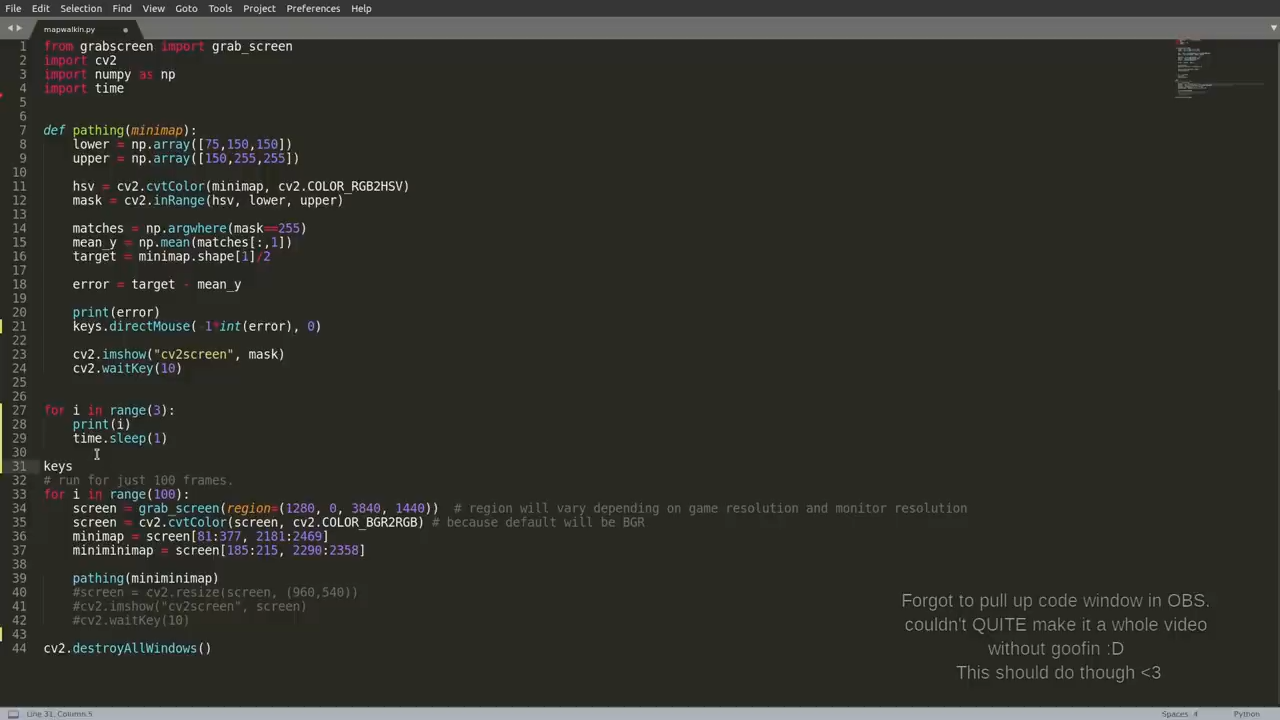 File Edit Selection Find View Goto Tools Project Preferences Help
mapwalkin.py
1 from grabscreen import grab_screen
2 import cv2
3 import numpy as np
4 import time
5
6
7 def pathing(minimap):
8 lower = np.array([75,150,150])
9 upper = np.array([150,255,255])
10
11 hsv = cv2.cvtColor(minimap, cv2.COLOR_RGB2HSV)
12 mask = cv2.inRange(hsv, lower, upper)
13
14 matches = np.argwhere(mask==255)
15 mean_y = np.mean(matches[:,1])
16 target = minimap.shape[1]/2
17
18 error = target - mean_y
19
20 print(error)
21 keys.directMouse(-1*int(error), 0)
22
23 cv2.imshow("cv2screen", mask)
24 cv2.waitKey(10)
25
26
27 for i in range(3):
28 print(i)
29 time.sleep(1)
30
31 keys
32 # run for just 100 frames.
33 for i in range(100):
34 screen = grab_screen(region=(1280, 0, 3840, 1440)) # region will vary depending on game resolution and monitor resolution
35 screen = cv2.cvtColor(screen, cv2.COLOR_BGR2RGB) # because default will be BGR
36 minimap = screen[81:377, 2181:2469]
37 miniminimap = screen[185:215, 2290:2358]
38
39 pathing(miniminimap)
40 #screen = cv2.resize(screen, (960,540))
41 #cv2.imshow("cv2screen", screen)
42 #cv2.waitKey(10)
43
44 cv2.destroyAllWindows()
Forgot to pull up code window in OBS.
couldn't QUITE make it a whole video
without goofin :D
This should do though <3
Line 31, Column 5 Spaces: 4 Python